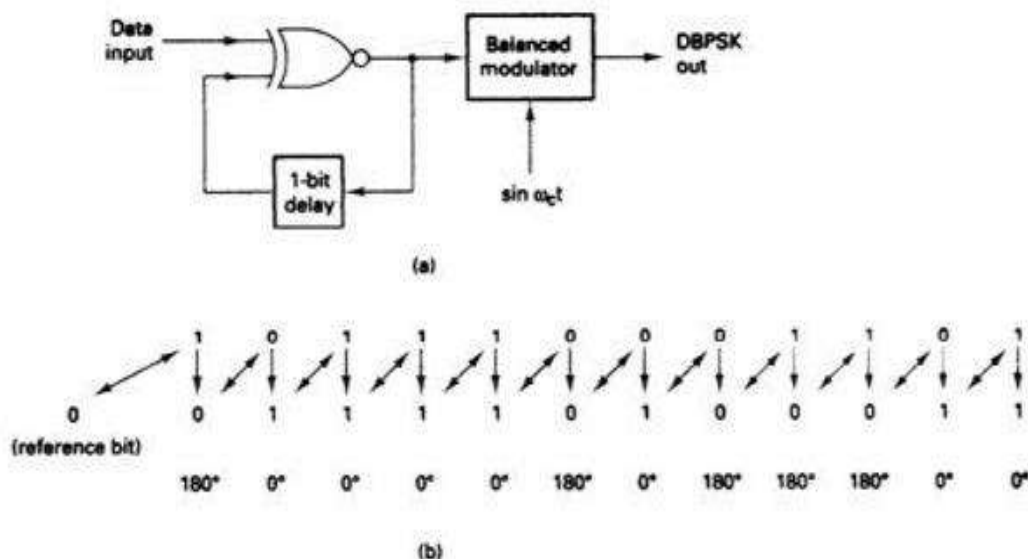 Data
input
Balanced
modulator
DBPSK
out
1-bit
delay
sin ωct
(a)
1 0 1 1 1 0 0 0 1 1 0 1
0 0 1 1 1 1 0 1 0 0 0 1 1
(reference bit)
180° 0° 0° 0° 0° 180° 0° 180° 180° 180° 0° 0°
(b)